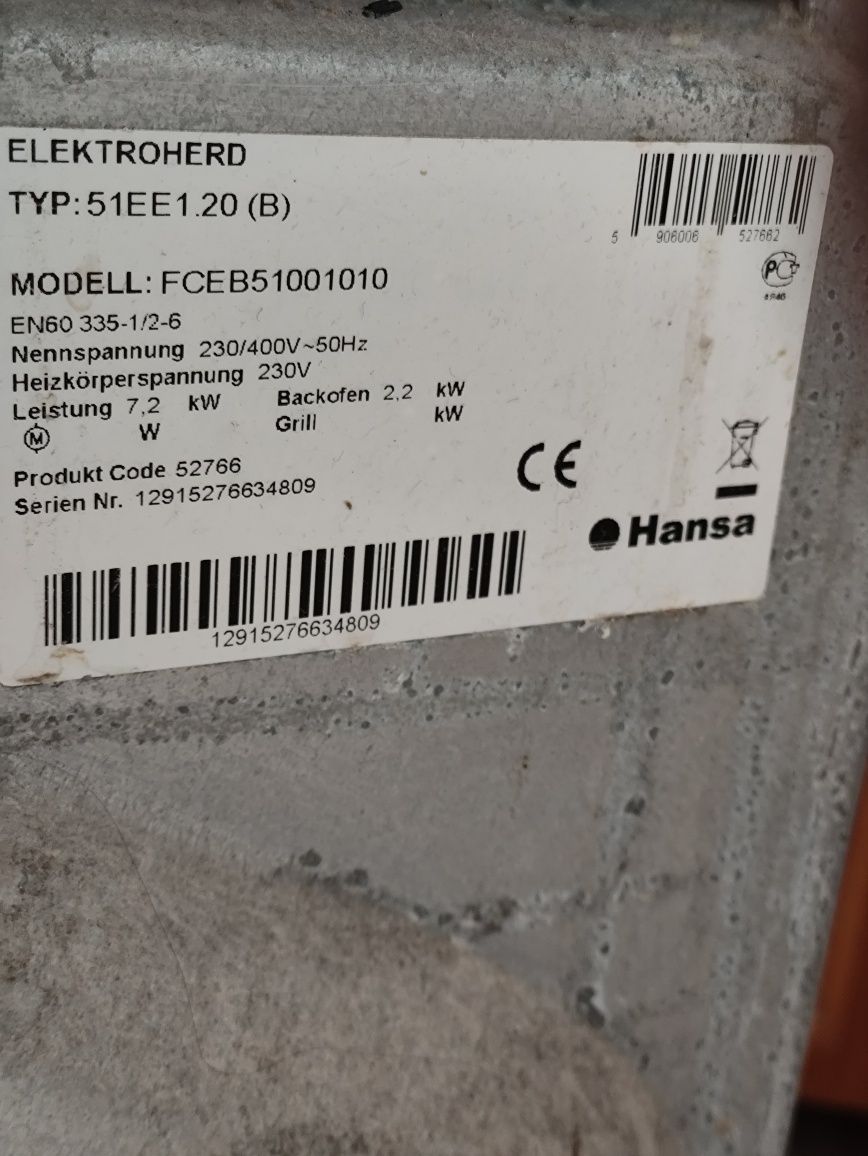 ELEKTROHERD
TYP: 51EE1.20 (B)
5 906006 527662
MODELL: FCEB51001010
EN60 335-1/2-6
Nennspannung 230/400V~50Hz
Heizkörperspannung 230V
Leistung 7,2 kW Backofen 2,2 kW
M W Grill kW
Produkt Code 52766
Serien Nr. 12915276634809
CE
Hansa
12915276634809